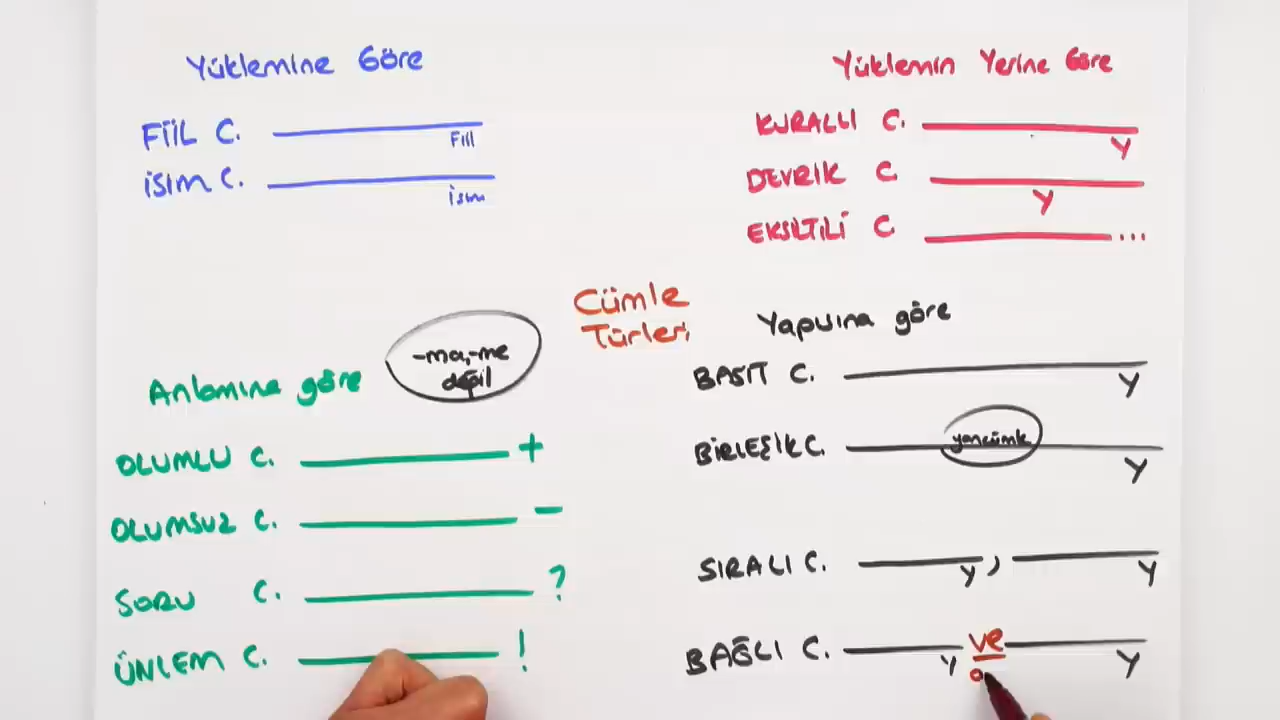 Yüklemine Göre
FİİL C. Fiil
İSİM C. İsim
Yüklemin Yerine Göre
KURALLI C. Y
DEVRİK C. Y
EKSİLTİLİ C. ...
Cümle
Türleri
Anlamına göre
-ma,-me
değil
OLUMLU C. +
OLUMSUZ C. -
SORU C. ?
ÜNLEM C. !
Yapısına göre
BASİT C. Y
BİRLEŞİK C. yancümle Y
SIRALI C. Y , Y
BAĞLI C. Y ve Y